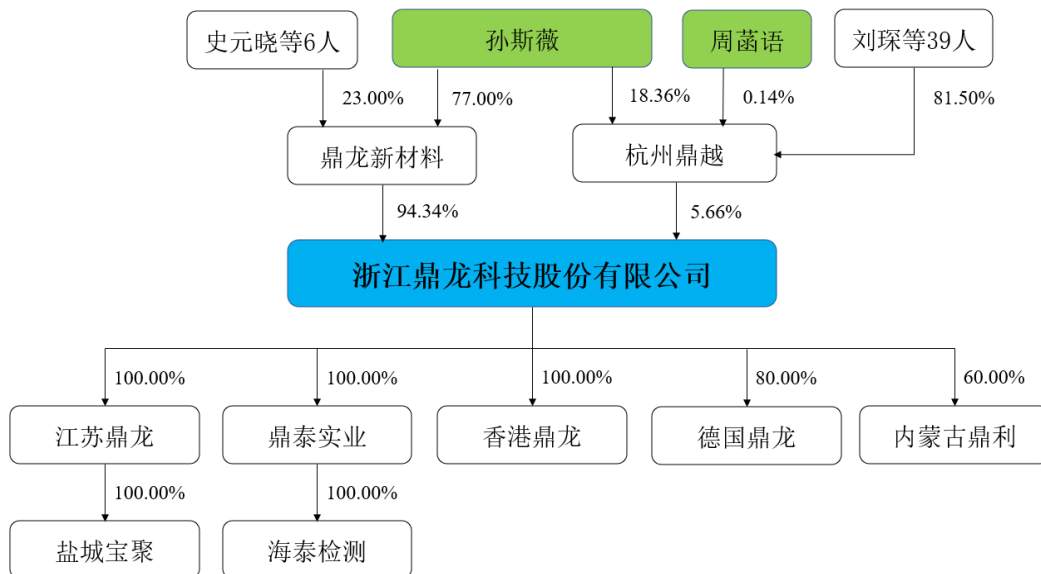 史元晓等6人
孙斯薇
周菡语
刘琛等39人
23.00%
77.00%
18.36%
0.14%
81.50%
鼎龙新材料
杭州鼎越
94.34%
5.66%
浙江鼎龙科技股份有限公司
100.00%
100.00%
100.00%
80.00%
60.00%
江苏鼎龙
鼎泰实业
香港鼎龙
德国鼎龙
内蒙古鼎利
100.00%
100.00%
盐城宝聚
海泰检测